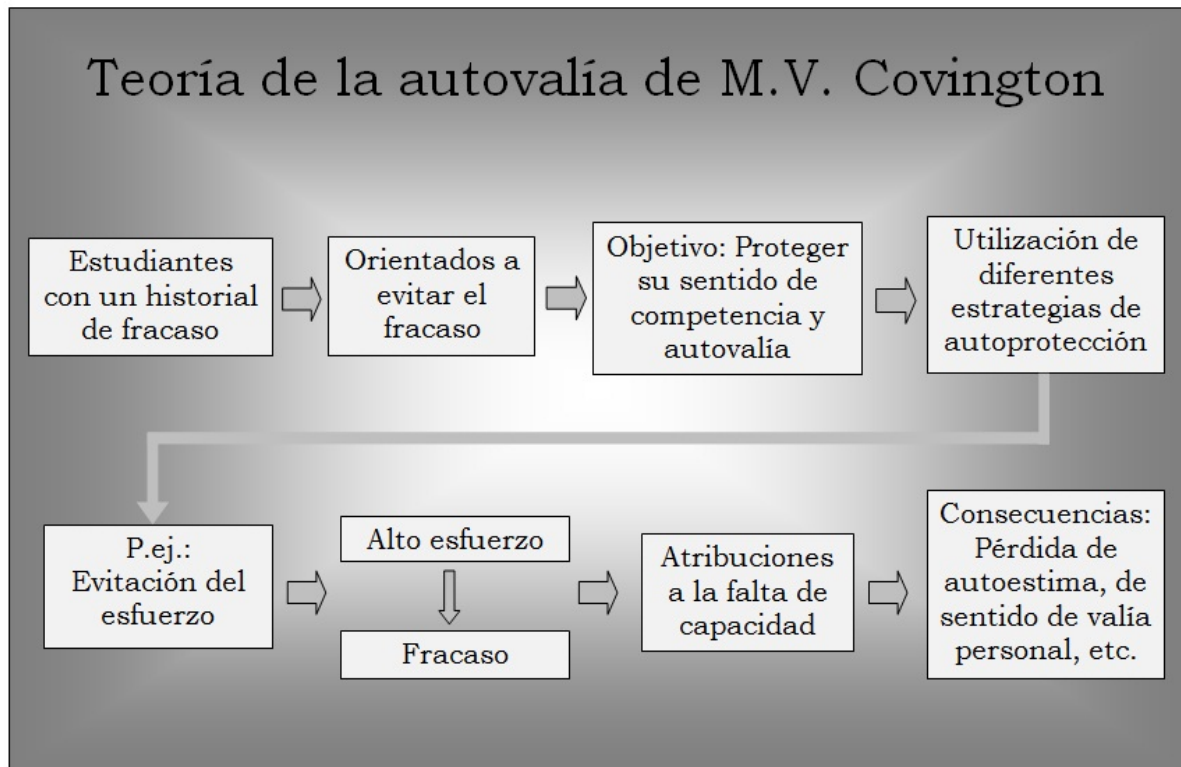 Teoría de la autovalía de M.V. Covington
Estudiantes
con un historial
de fracaso
Orientados a
evitar el
fracaso
Objetivo: Proteger
su sentido de
competencia y
autovalía
Utilización de
diferentes
estrategias de
autoprotección
P.ej.:
Evitación del
esfuerzo
Alto esfuerzo
Fracaso
Atribuciones
a la falta de
capacidad
Consecuencias:
Pérdida de
autoestima, de
sentido de valía
personal, etc.